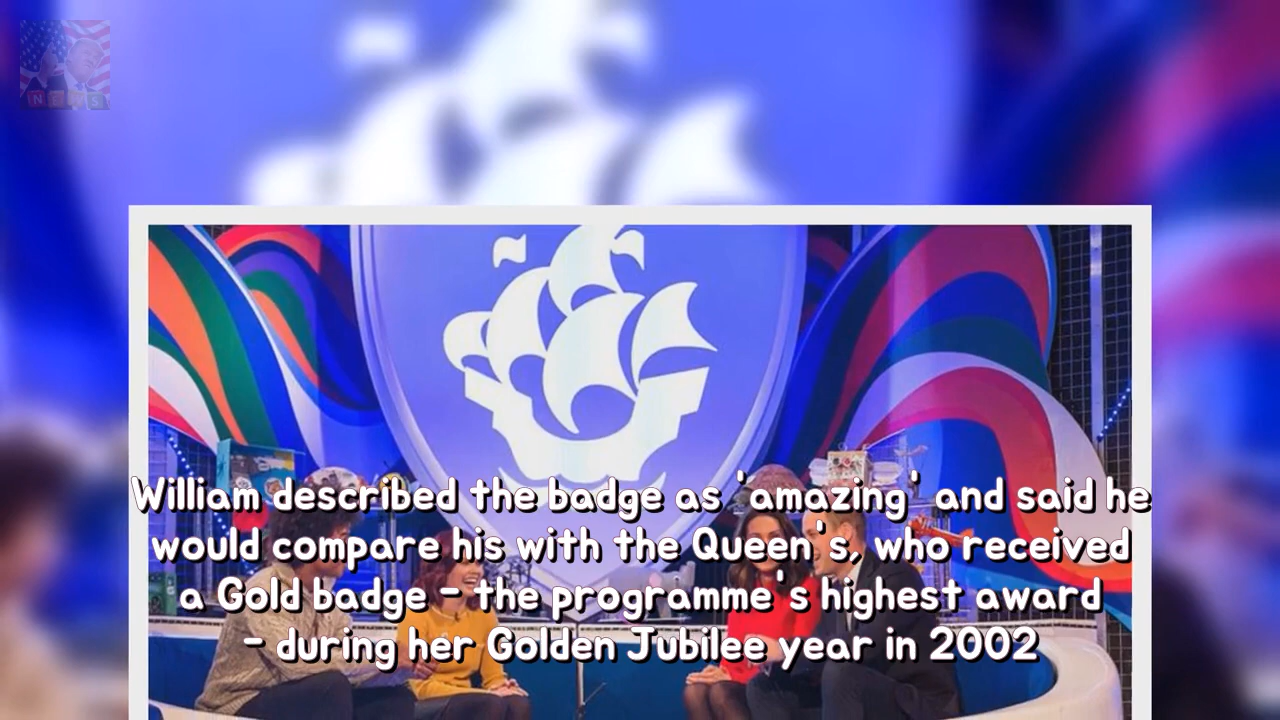 NEWS
William described the badge as 'amazing' and said he
would compare his with the Queen's, who received
a Gold badge - the programme's highest award
- during her Golden Jubilee year in 2002